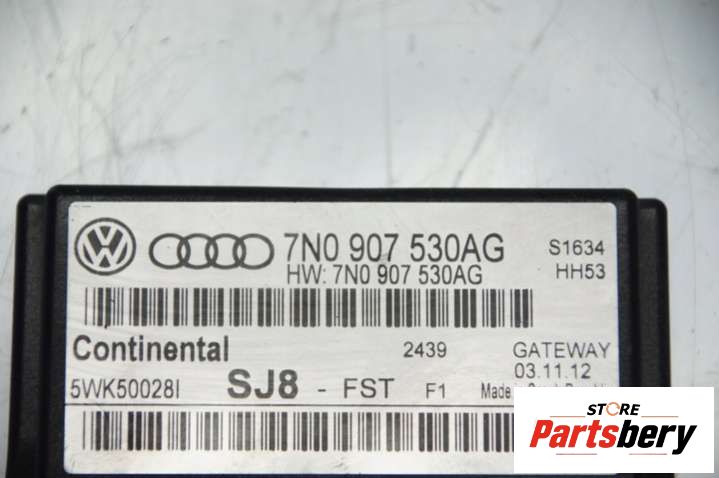 7N0 907 530AG
HW: 7N0 907 530AG
S1634
HH53
Continental
2439
GATEWAY
03.11.12
5WK50028I
SJ8 - FST F1
Made
STORE
Partsbery